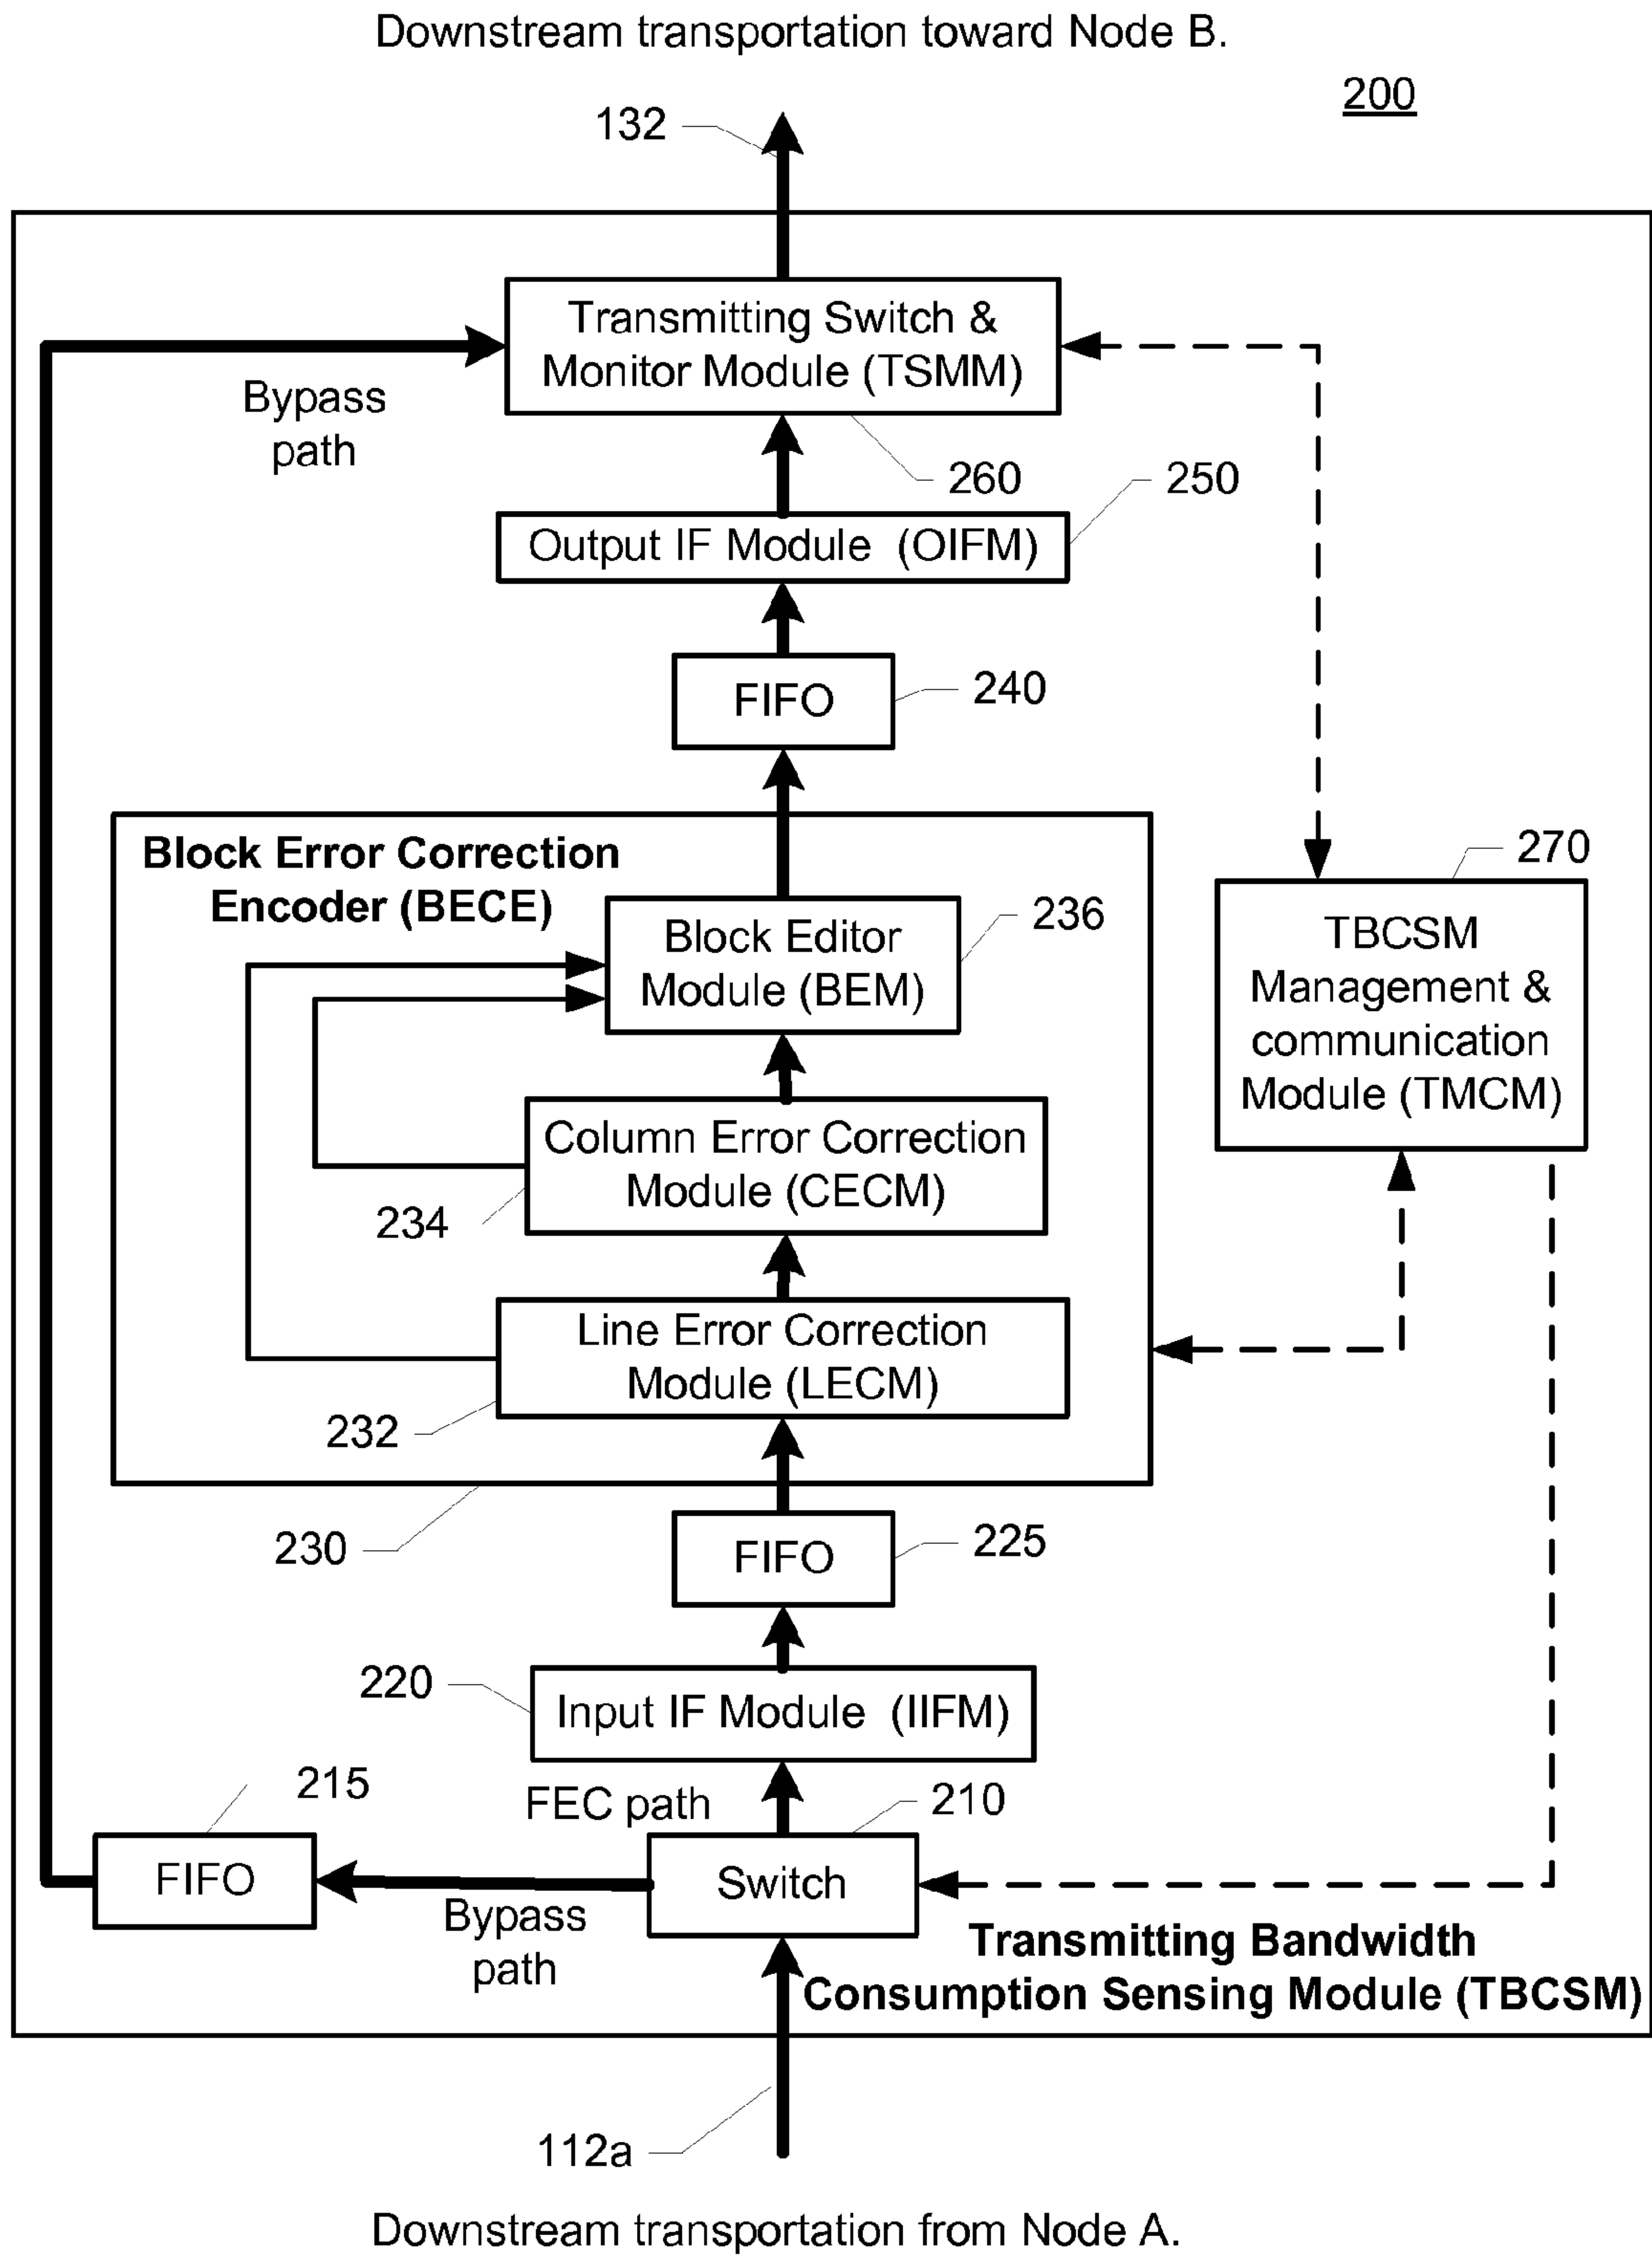 Downstream transportation toward Node B.
200
132
Transmitting Switch &
Monitor Module (TSMM)
Bypass
path
260
250
Output IF Module (OIFM)
FIFO
240
Block Error Correction
Encoder (BECE)
236
Block Editor
Module (BEM)
270
TBCSM
Management &
communication
Module (TMCM)
Column Error Correction
Module (CECM)
234
Line Error Correction
Module (LECM)
232
230
FIFO
225
220
Input IF Module (IIFM)
215
FEC path
210
FIFO
Switch
Bypass
path
Transmitting Bandwidth
Consumption Sensing Module (TBCSM)
112a
Downstream transportation from Node A.